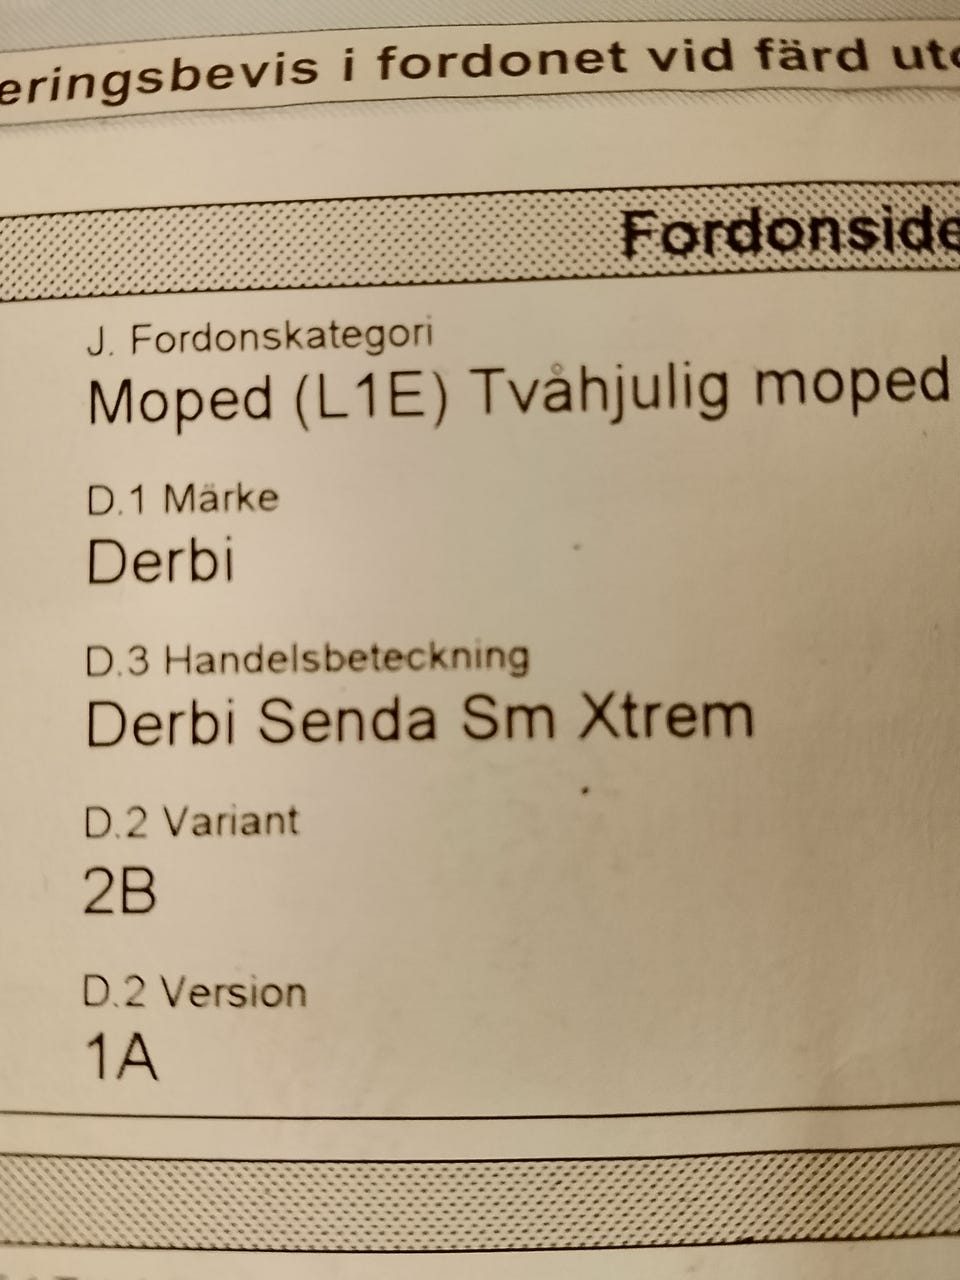 eringsbevis i fordonet vid färd uto
Fordonside
J. Fordonskategori
Moped (L1E) Tvåhjulig moped
D.1 Märke
Derbi
D.3 Handelsbeteckning
Derbi Senda Sm Xtrem
D.2 Variant
2B
D.2 Version
1A